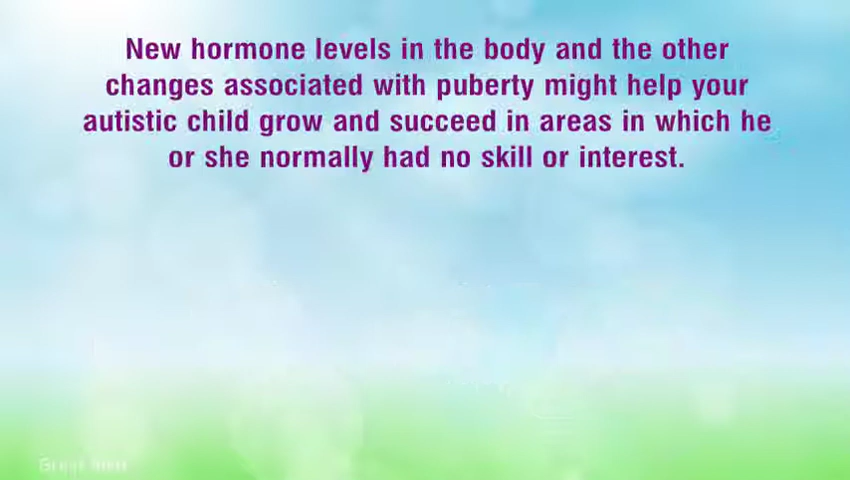 New hormone levels in the body and the other
changes associated with puberty might help your
autistic child grow and succeed in areas in which he
or she normally had no skill or interest.